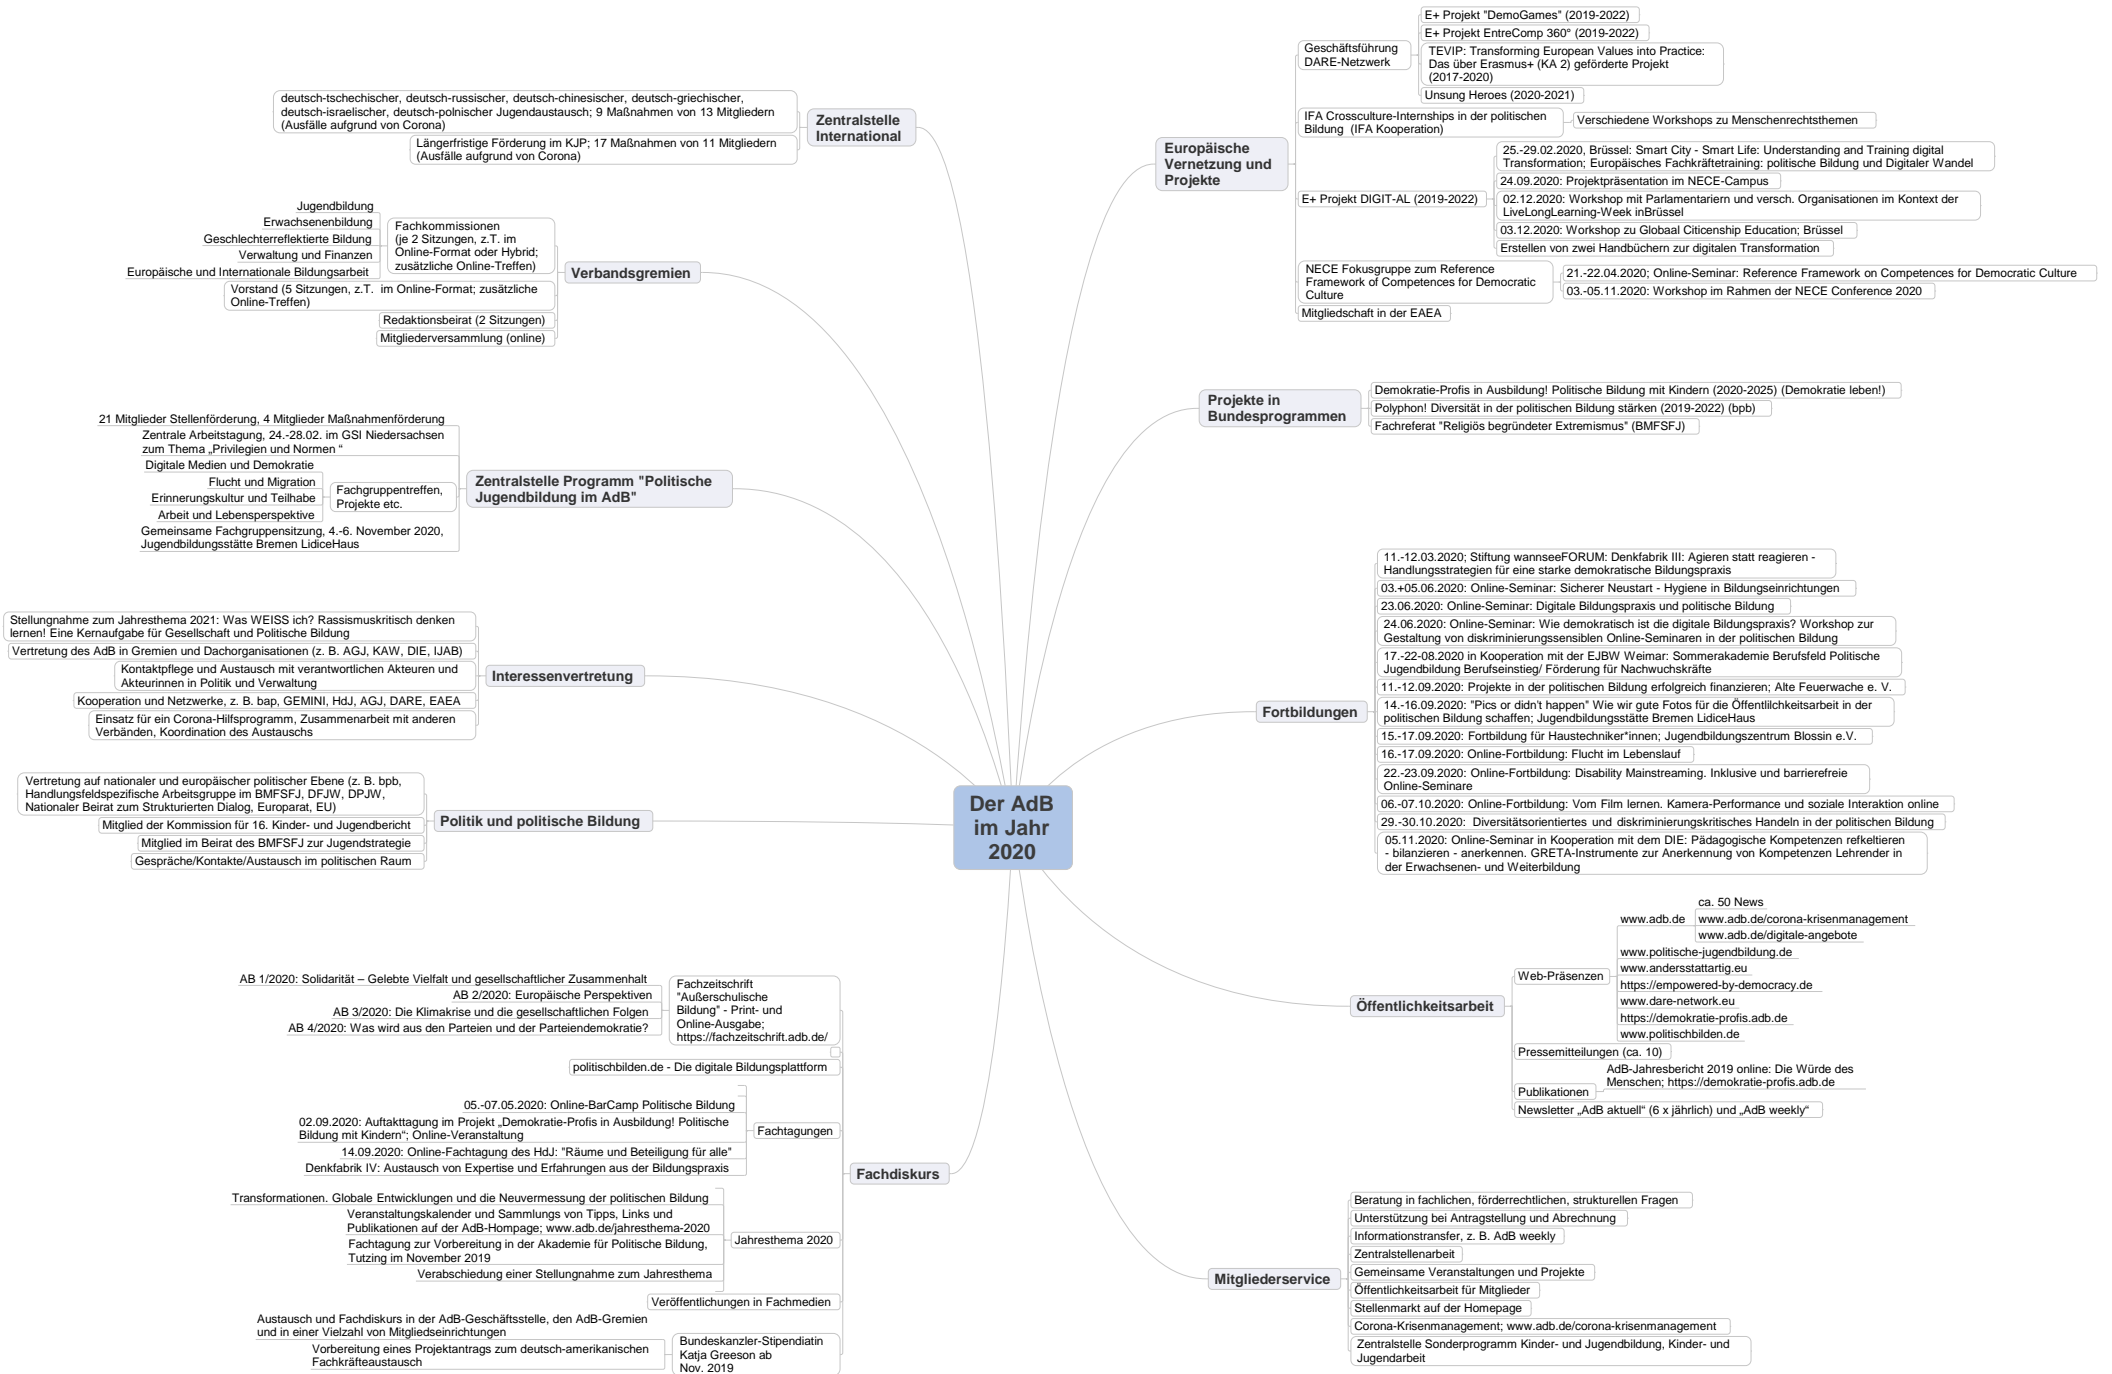 Der AdB
im Jahr
2020
Zentralstelle
International
deutsch-tschechischer, deutsch-russischer, deutsch-chinesischer, deutsch-griechischer,
deutsch-israelischer, deutsch-polnischer Jugendaustausch; 9 Maßnahmen von 13 Mitgliedern
(Ausfälle aufgrund von Corona)
Längerfristige Förderung im KJP; 17 Maßnahmen von 11 Mitgliedern
(Ausfälle aufgrund von Corona)
Verbandsgremien
Fachkommissionen
(je 2 Sitzungen, z.T. im
Online-Format oder Hybrid;
zusätzliche Online-Treffen)
Jugendbildung
Erwachsenenbildung
Geschlechterreflektierte Bildung
Verwaltung und Finanzen
Europäische und Internationale Bildungsarbeit
Vorstand (5 Sitzungen, z.T. im Online-Format; zusätzliche
Online-Treffen)
Redaktionsbeirat (2 Sitzungen)
Mitgliederversammlung (online)
Zentralstelle Programm "Politische
Jugendbildung im AdB"
21 Mitglieder Stellenförderung, 4 Mitglieder Maßnahmenförderung
Zentrale Arbeitstagung, 24.-28.02. im GSI Niedersachsen
zum Thema „Privilegien und Normen “
Fachgruppentreffen,
Projekte etc.
Digitale Medien und Demokratie
Flucht und Migration
Erinnerungskultur und Teilhabe
Arbeit und Lebensperspektive
Gemeinsame Fachgruppensitzung, 4.-6. November 2020,
Jugendbildungsstätte Bremen LidiceHaus
Interessenvertretung
Stellungnahme zum Jahresthema 2021: Was WEISS ich? Rassismuskritisch denken
lernen! Eine Kernaufgabe für Gesellschaft und Politische Bildung
Vertretung des AdB in Gremien und Dachorganisationen (z. B. AGJ, KAW, DIE, IJAB)
Kontaktpflege und Austausch mit verantwortlichen Akteuren und
Akteurinnen in Politik und Verwaltung
Kooperation und Netzwerke, z. B. bap, GEMINI, HdJ, AGJ, DARE, EAEA
Einsatz für ein Corona-Hilfsprogramm, Zusammenarbeit mit anderen
Verbänden, Koordination des Austauschs
Politik und politische Bildung
Vertretung auf nationaler und europäischer politischer Ebene (z. B. bpb,
Handlungsfeldspezifische Arbeitsgruppe im BMFSFJ, DFJW, DPJW,
Nationaler Beirat zum Strukturierten Dialog, Europarat, EU)
Mitglied der Kommission für 16. Kinder- und Jugendbericht
Mitglied im Beirat des BMFSFJ zur Jugendstrategie
Gespräche/Kontakte/Austausch im politischen Raum
Fachdiskurs
Fachzeitschrift
"Außerschulische
Bildung" - Print- und
Online-Ausgabe;
https://fachzeitschrift.adb.de/
AB 1/2020: Solidarität – Gelebte Vielfalt und gesellschaftlicher Zusammenhalt
AB 2/2020: Europäische Perspektiven
AB 3/2020: Die Klimakrise und die gesellschaftlichen Folgen
AB 4/2020: Was wird aus den Parteien und der Parteiendemokratie?
politischbilden.de - Die digitale Bildungsplattform
Fachtagungen
05.-07.05.2020: Online-BarCamp Politische Bildung
02.09.2020: Auftakttagung im Projekt „Demokratie-Profis in Ausbildung! Politische
Bildung mit Kindern“; Online-Veranstaltung
14.09.2020: Online-Fachtagung des HdJ: "Räume und Beteiligung für alle"
Denkfabrik IV: Austausch von Expertise und Erfahrungen aus der Bildungspraxis
Jahresthema 2020
Transformationen. Globale Entwicklungen und die Neuvermessung der politischen Bildung
Veranstaltungskalender und Sammlungs von Tipps, Links und
Publikationen auf der AdB-Hompage; www.adb.de/jahresthema-2020
Fachtagung zur Vorbereitung in der Akademie für Politische Bildung,
Tutzing im November 2019
Verabschiedung einer Stellungnahme zum Jahresthema
Veröffentlichungen in Fachmedien
Bundeskanzler-Stipendiatin
Katja Greeson ab
Nov. 2019
Austausch und Fachdiskurs in der AdB-Geschäftsstelle, den AdB-Gremien
und in einer Vielzahl von Mitgliedseinrichtungen
Vorbereitung eines Projektantrags zum deutsch-amerikanischen
Fachkräfteaustausch
Europäische
Vernetzung und
Projekte
Geschäftsführung
DARE-Netzwerk
E+ Projekt "DemoGames" (2019-2022)
E+ Projekt EntreComp 360° (2019-2022)
TEVIP: Transforming European Values into Practice:
Das über Erasmus+ (KA 2) geförderte Projekt
(2017-2020)
Unsung Heroes (2020-2021)
IFA Crossculture-Internships in der politischen
Bildung (IFA Kooperation)
Verschiedene Workshops zu Menschenrechtsthemen
E+ Projekt DIGIT-AL (2019-2022)
25.-29.02.2020, Brüssel: Smart City - Smart Life: Understanding and Training digital
Transformation; Europäisches Fachkräftetraining: politische Bildung und Digitaler Wandel
24.09.2020: Projektpräsentation im NECE-Campus
02.12.2020: Workshop mit Parlamentariern und versch. Organisationen im Kontext der
LiveLongLearning-Week inBrüssel
03.12.2020: Workshop zu Globaal Citicenship Education; Brüssel
Erstellen von zwei Handbüchern zur digitalen Transformation
NECE Fokusgruppe zum Reference
Framework of Competences for Democratic
Culture
21.-22.04.2020; Online-Seminar: Reference Framework on Competences for Democratic Culture
03.-05.11.2020: Workshop im Rahmen der NECE Conference 2020
Mitgliedschaft in der EAEA
Projekte in
Bundesprogrammen
Demokratie-Profis in Ausbildung! Politische Bildung mit Kindern (2020-2025) (Demokratie leben!)
Polyphon! Diversität in der politischen Bildung stärken (2019-2022) (bpb)
Fachreferat "Religiös begründeter Extremismus" (BMFSFJ)
Fortbildungen
11.-12.03.2020; Stiftung wannseeFORUM: Denkfabrik III: Agieren statt reagieren -
Handlungsstrategien für eine starke demokratische Bildungspraxis
03.+05.06.2020: Online-Seminar: Sicherer Neustart - Hygiene in Bildungseinrichtungen
23.06.2020: Online-Seminar: Digitale Bildungspraxis und politische Bildung
24.06.2020: Online-Seminar: Wie demokratisch ist die digitale Bildungspraxis? Workshop zur
Gestaltung von diskriminierungssensiblen Online-Seminaren in der politischen Bildung
17.-22-08.2020 in Kooperation mit der EJBW Weimar: Sommerakademie Berufsfeld Politische
Jugendbildung Berufseinstieg/ Förderung für Nachwuchskräfte
11.-12.09.2020: Projekte in der politischen Bildung erfolgreich finanzieren; Alte Feuerwache e. V.
14.-16.09.2020: "Pics or didn't happen" Wie wir gute Fotos für die Öffentlilchkeitsarbeit in der
politischen Bildung schaffen; Jugendbildungsstätte Bremen LidiceHaus
15.-17.09.2020: Fortbildung für Haustechniker*innen; Jugendbildungszentrum Blossin e.V.
16.-17.09.2020: Online-Fortbildung: Flucht im Lebenslauf
22.-23.09.2020: Online-Fortbildung: Disability Mainstreaming. Inklusive und barrierefreie
Online-Seminare
06.-07.10.2020: Online-Fortbildung: Vom Film lernen. Kamera-Performance und soziale Interaktion online
29.-30.10.2020: Diversitätsorientiertes und diskriminierungskritisches Handeln in der politischen Bildung
05.11.2020: Online-Seminar in Kooperation mit dem DIE: Pädagogische Kompetenzen refkeltieren
- bilanzieren - anerkennen. GRETA-Instrumente zur Anerkennung von Kompetenzen Lehrender in
der Erwachsenen- und Weiterbildung
Öffentlichkeitsarbeit
Web-Präsenzen
www.adb.de
ca. 50 News
www.adb.de/corona-krisenmanagement
www.adb.de/digitale-angebote
www.politische-jugendbildung.de
www.andersstattartig.eu
https://empowered-by-democracy.de
www.dare-network.eu
https://demokratie-profis.adb.de
www.politischbilden.de
Pressemitteilungen (ca. 10)
Publikationen
AdB-Jahresbericht 2019 online: Die Würde des
Menschen; https://demokratie-profis.adb.de
Newsletter „AdB aktuell“ (6 x jährlich) und „AdB weekly“
Mitgliederservice
Beratung in fachlichen, förderrechtlichen, strukturellen Fragen
Unterstützung bei Antragstellung und Abrechnung
Informationstransfer, z. B. AdB weekly
Zentralstellenarbeit
Gemeinsame Veranstaltungen und Projekte
Öffentlichkeitsarbeit für Mitglieder
Stellenmarkt auf der Homepage
Corona-Krisenmanagement; www.adb.de/corona-krisenmanagement
Zentralstelle Sonderprogramm Kinder- und Jugendbildung, Kinder- und
Jugendarbeit